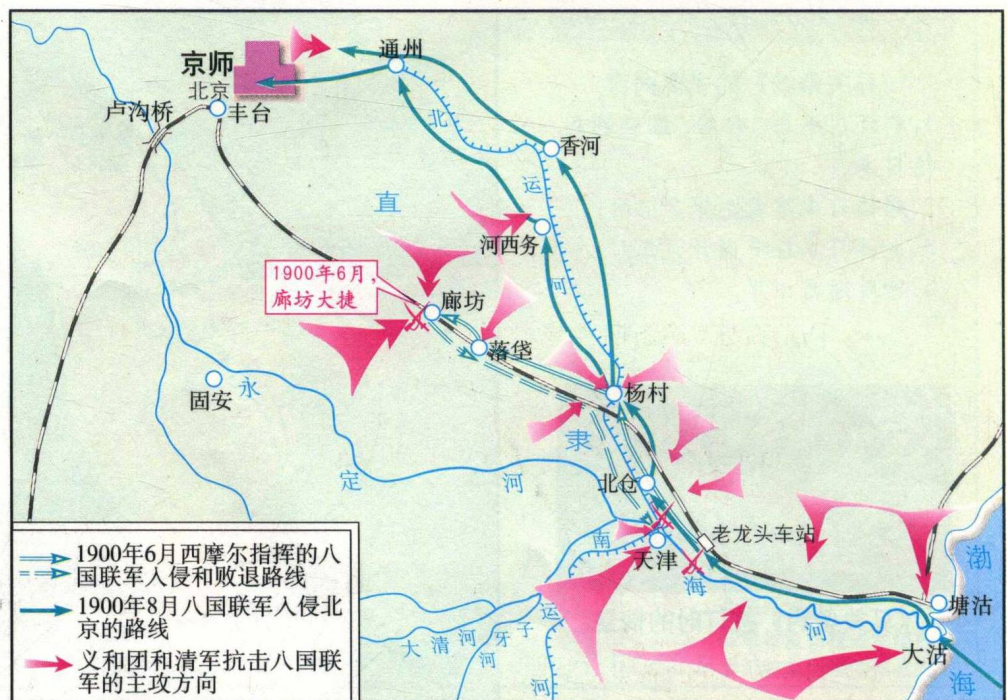 京师
北京
通州
卢沟桥
丰台
北
香河
运
直
河西务
河
1900年6月，
廊坊大捷
廊坊
落垡
固安
永
杨村
隶
定
河
北仓
老龙头车站
南
天津
渤
海
塘沽
运
河
大沽
大清河
子牙河
河
海
1900年6月西摩尔指挥的八
国联军入侵和败退路线
1900年8月八国联军入侵北
京的路线
义和团和清军抗击八国联
军的主攻方向